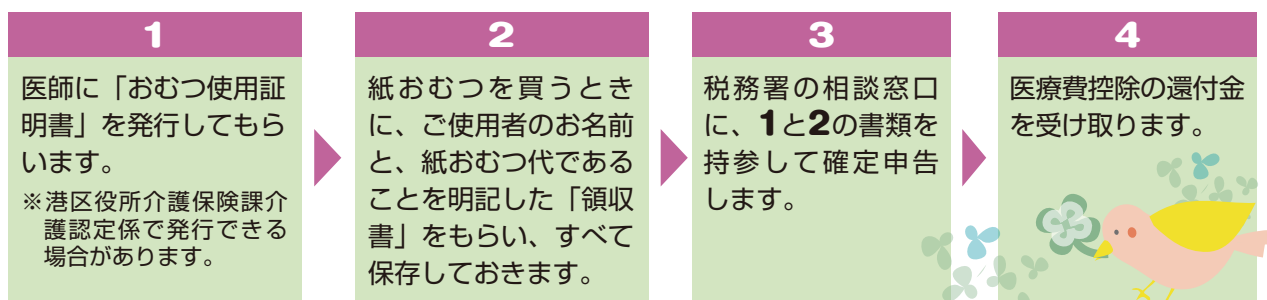 1
医師に「おむつ使用証
明書」を発行してもら
います。
※港区役所介護保険課介
護認定係で発行できる
場合があります。
2
紙おむつを買うとき
に、ご使用者のお名前
と、紙おむつ代である
ことを明記した「領収
書」をもらい、すべて
保存しておきます。
3
税務署の相談窓口
に、1と2の書類を
持参して確定申告
します。
4
医療費控除の還付金
を受け取ります。